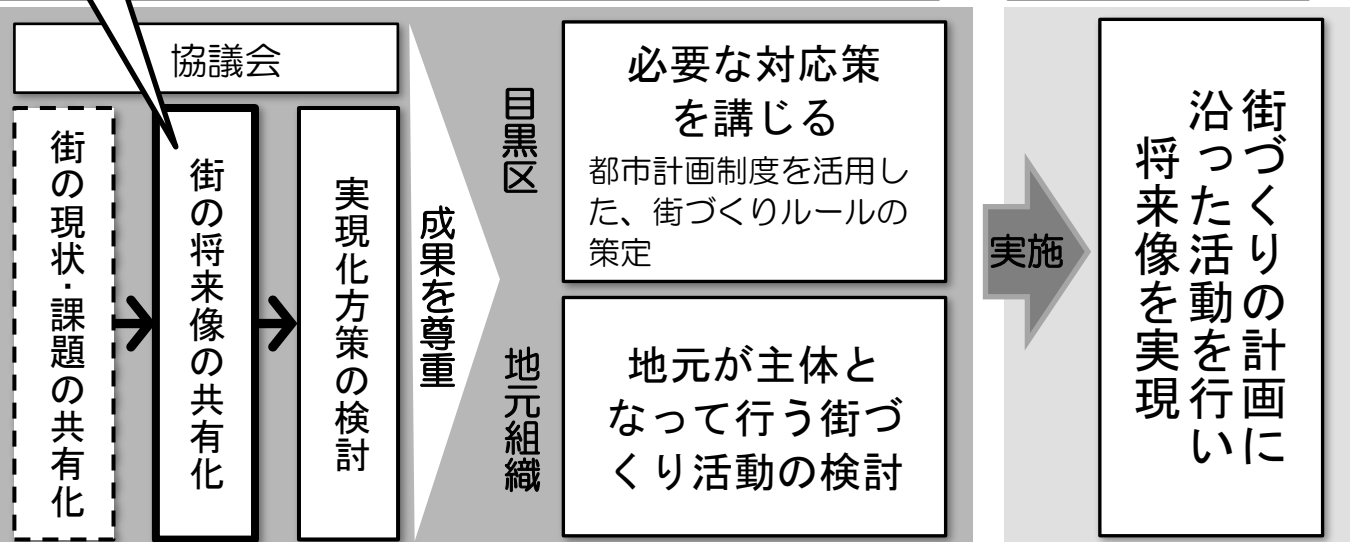 協議会
街の現状・課題の共有化
街の将来像の共有化
実現化方策の検討
成果を尊重
目黒区
必要な対応策
を講じる
都市計画制度を活用し
た、街づくりルールの
策定
地元組織
地元が主体と
なって行う街づ
くり活動の検討
実施
街づくりの計画に
沿った活動を行い
将来像を実現